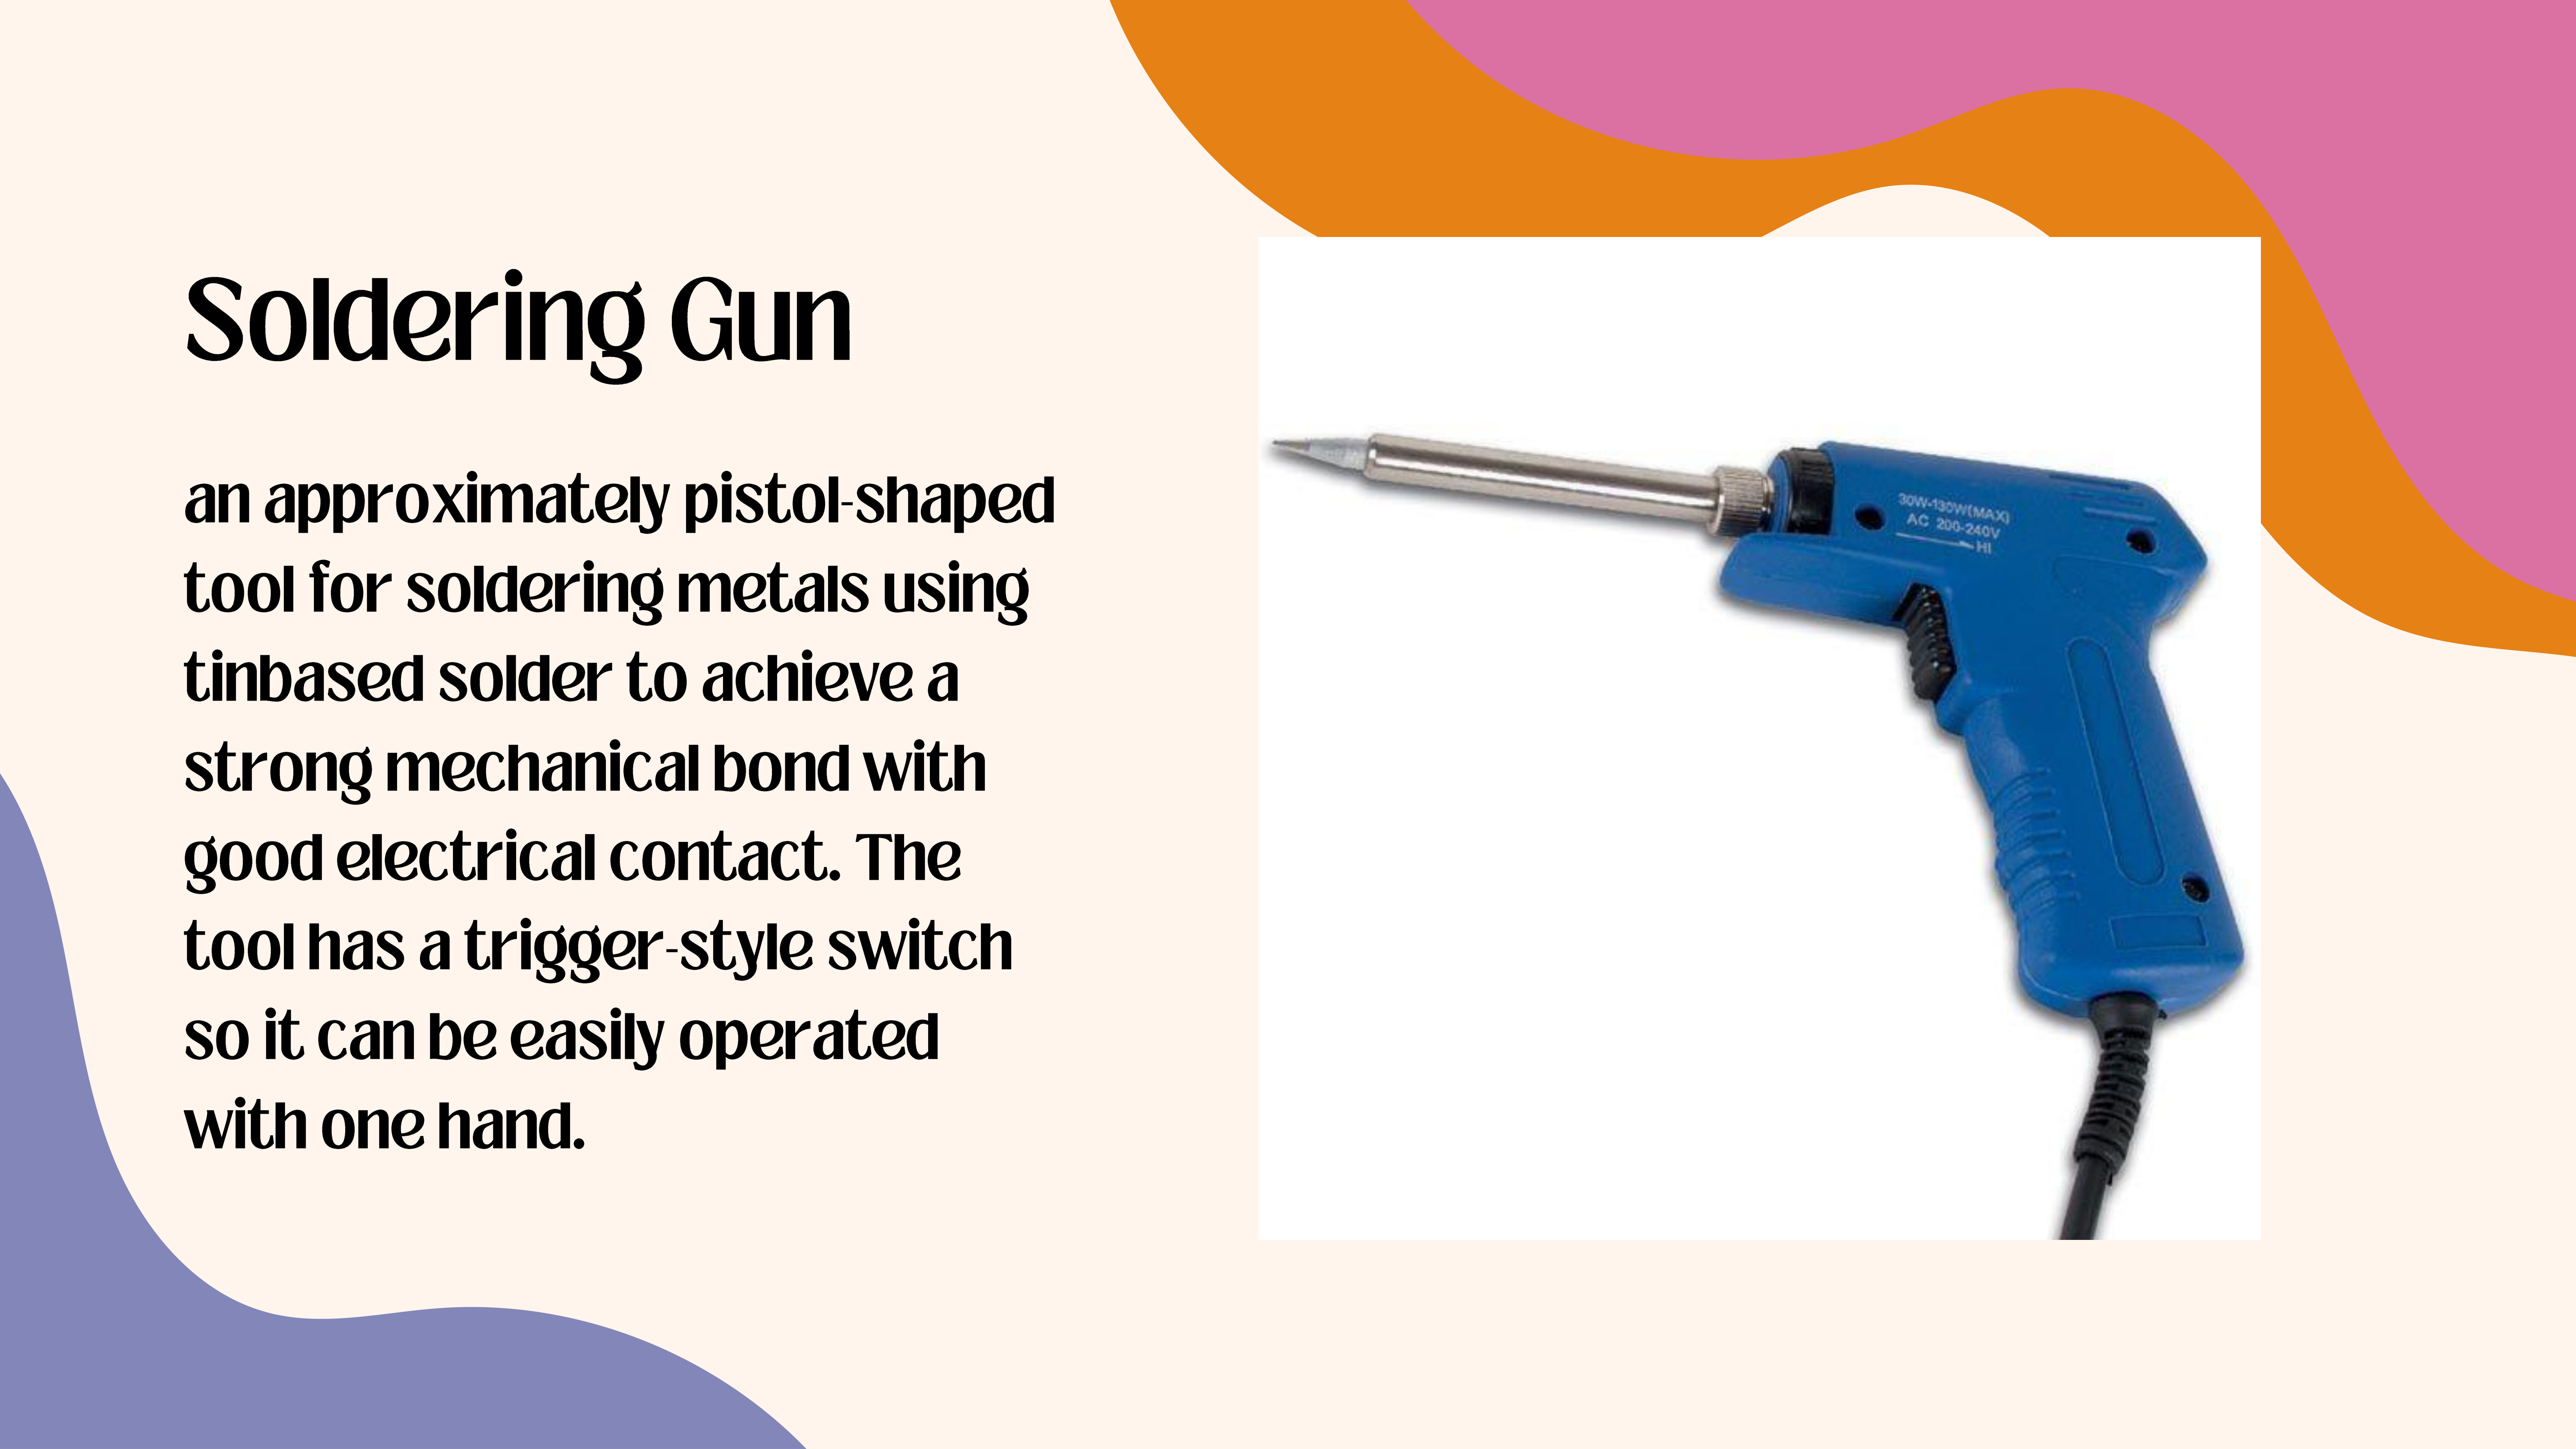 Soldering Gun
an approximately pistol-shaped
tool for soldering metals using
tinbased solder to achieve a
strong mechanical bond with
good electrical contact. The
tool has a trigger-style switch
so it can be easily operated
with one hand.
30W-130W(MAX)
AC 200-240V
HI